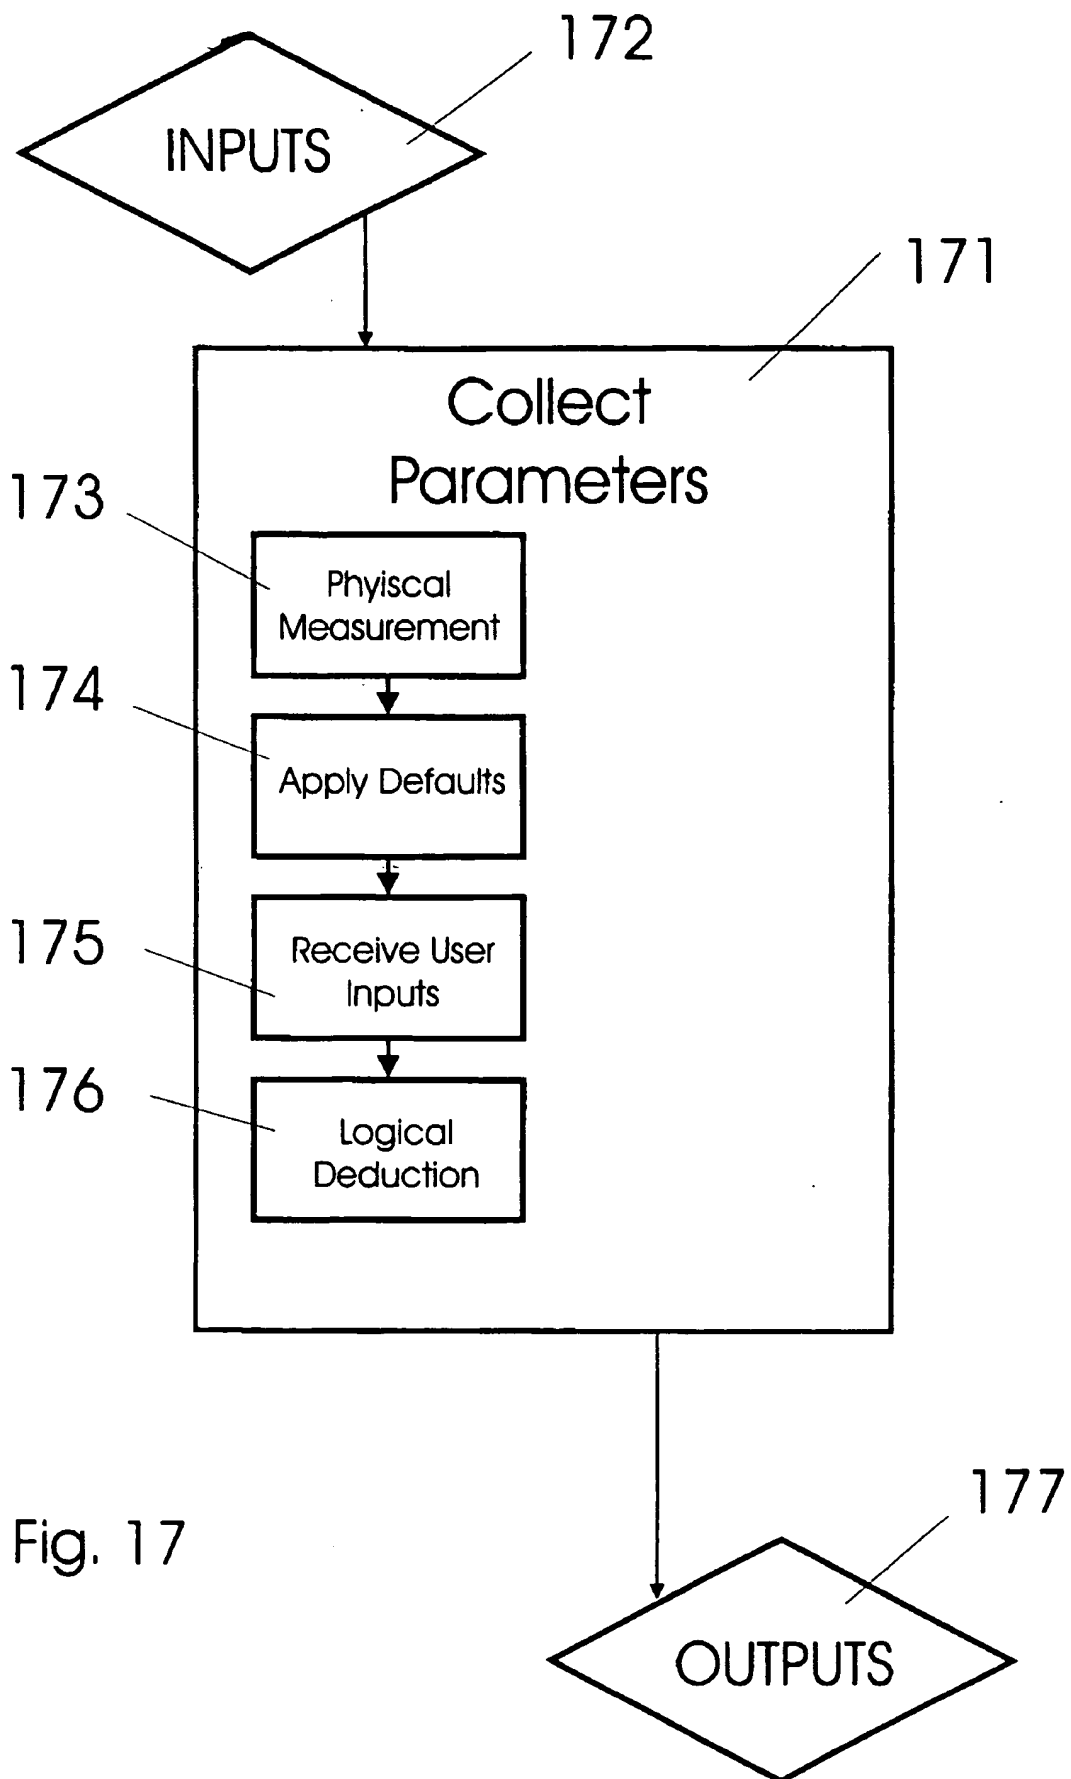 172
INPUTS
171
Collect
Parameters
173
Phyiscal
Measurement
174
Apply Defaults
175
Receive User
Inputs
176
Logical
Deduction
177
Fig. 17
OUTPUTS